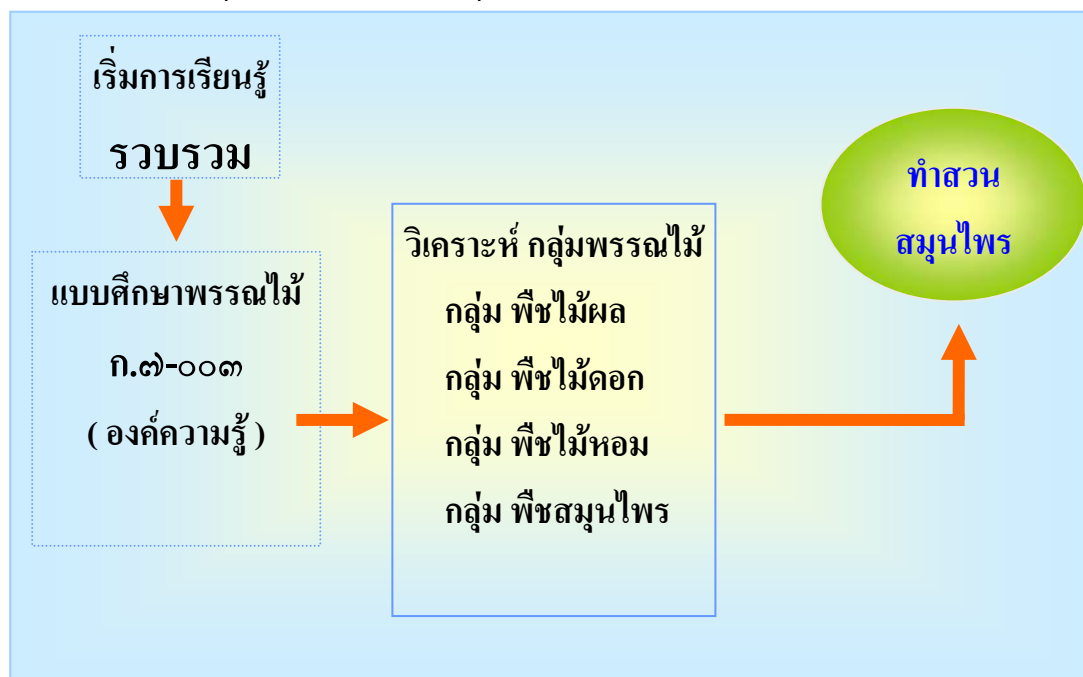 เริ่มการเรียนรู้
รวบรวม
แบบศึกษาพรรณไม้
ก.๗-๐๐๓
( องค์ความรู้ )
วิเคราะห์ กลุ่มพรรณไม้
กลุ่ม พืชไม้ผล
กลุ่ม พืชไม้ดอก
กลุ่ม พืชไม้หอม
กลุ่ม พืชสมุนไพร
ทำสวน
สมุนไพร